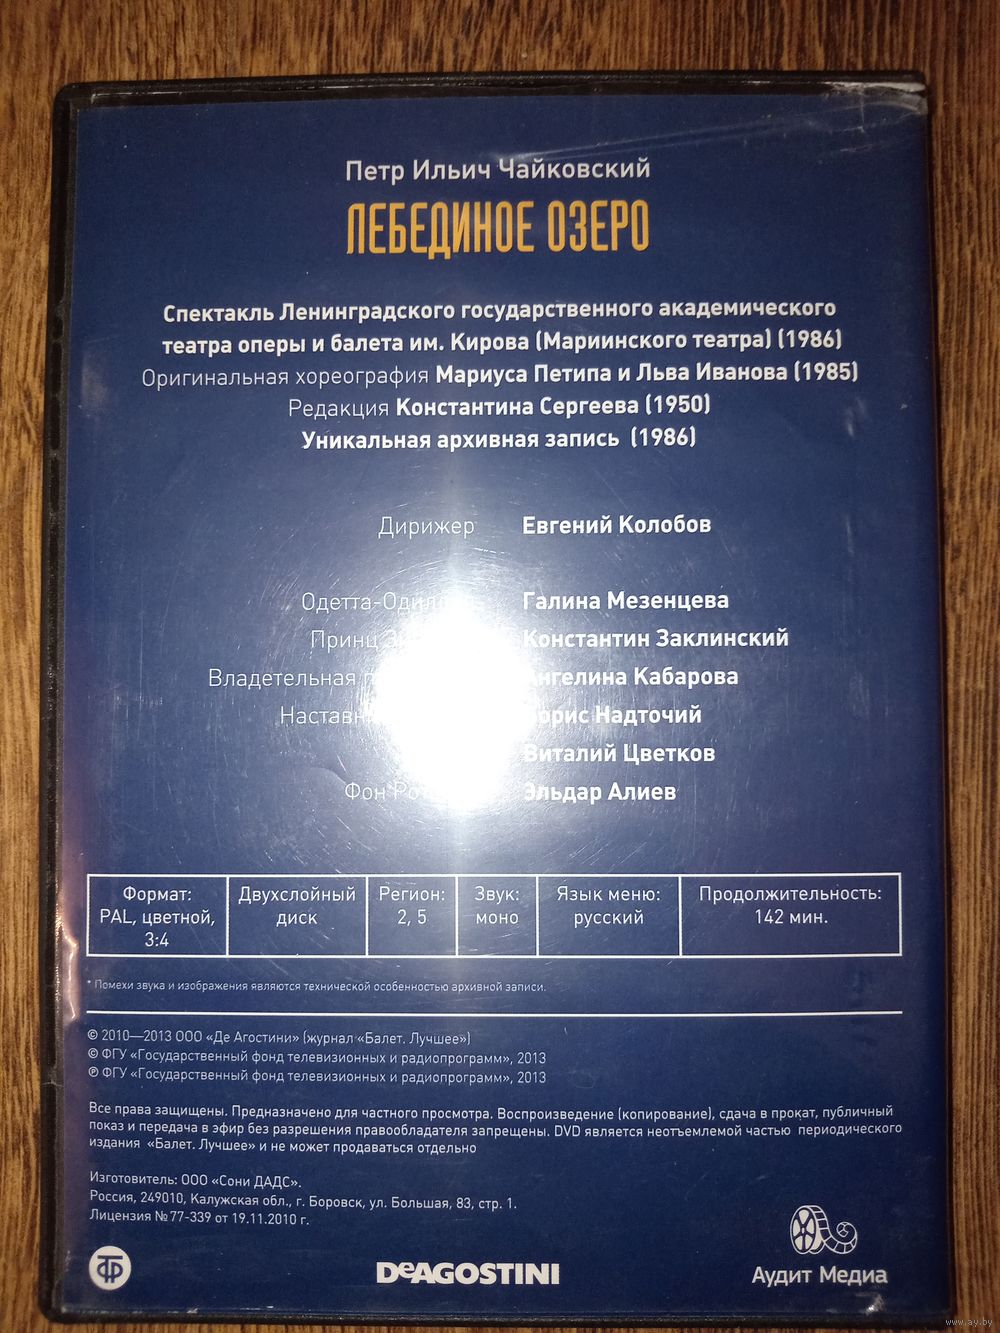 Петр Ильич Чайковский
ЛЕБЕДИНОЕ ОЗЕРО
Спектакль Ленинградского государственного академического
театра оперы и балета им. Кирова (Мариинского театра) (1986)
Оригинальная хореография Мариуса Петипа и Льва Иванова (1985)
Редакция Константина Сергеева (1950)
Уникальная архивная запись (1986)
Дирижер Евгений Колобов
Галина Мезенцева
Принц Константин Заклинский
Владетельная Кабарова
Надточий
Виталий Цветков
Фон Эльдар Алиев
Формат: PAL, цветной, 3:4
Двухслойный диск
Регион: 2, 5
Звук: моно
Язык меню: русский
Продолжительность: 142 мин.
* Помехи звука и изображения являются технической особенностью архивной записи.
© 2010—2013 ООО «Де Агостини» (журнал «Балет. Лучшее»)
© ФГУ «Государственный фонд телевизионных и радиопрограмм», 2013
℗ ФГУ «Государственный фонд телевизионных и радиопрограмм», 2013
Все права защищены. Предназначено для частного просмотра. Воспроизведение (копирование), сдача в прокат, публичный
показ и передача в эфир без разрешения правообладателя запрещены. DVD является неотъемлемой частью периодического
издания «Балет. Лучшее» и не может продаваться отдельно
Изготовитель: ООО «Сони ДАДС».
Россия, 249010, Калужская обл., г. Боровск, ул. Большая, 83, стр. 1.
Лицензия №77-339 от 19.11.2010 г.
DeAGOSTINI
Аудит Медиа
www.ay.by